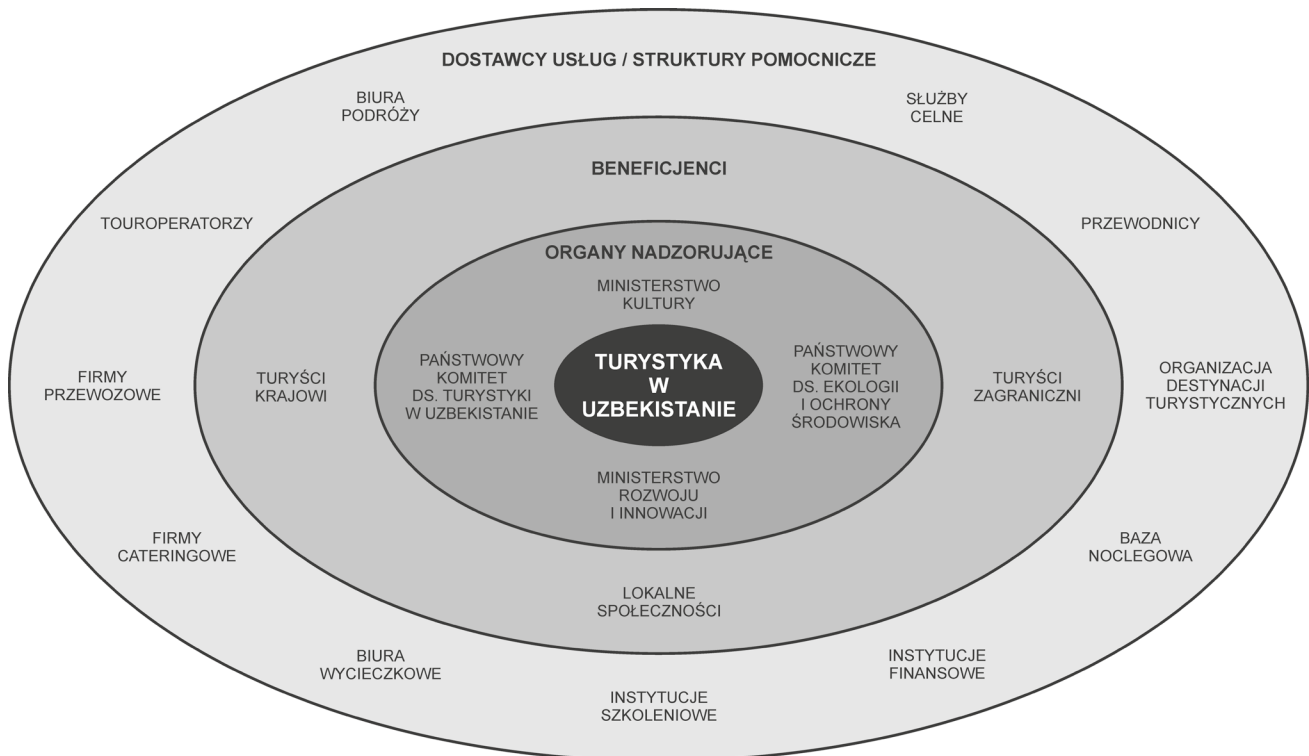 DOSTAWCY USŁUG / STRUKTURY POMOCNICZE
BIURA
PODRÓŻY
SŁUŻBY
CELNE
BENEFICJENCI
TOUROPERATORZY
PRZEWODNICY
ORGANY NADZORUJĄCE
MINISTERSTWO
KULTURY
FIRMY
PRZEWOZOWE
TURYŚCI
KRAJOWI
PAŃSTWOWY
KOMITET
DS. TURYSTYKI
W UZBEKISTANIE
TURYSTYKA
W
UZBEKISTANIE
PAŃSTWOWY
KOMITET
DS. EKOLOGII
I OCHRONY
ŚRODOWISKA
TURYŚCI
ZAGRANICZNI
ORGANIZACJA
DESTYNACJI
TURYSTYCZNYCH
MINISTERSTWO
ROZWOJU
I INNOWACJI
FIRMY
CATERINGOWE
BAZA
NOCLEGOWA
LOKALNE
SPOŁECZNOŚCI
BIURA
WYCIECZKOWE
INSTYTUCJE
FINANSOWE
INSTYTUCJE
SZKOLENIOWE